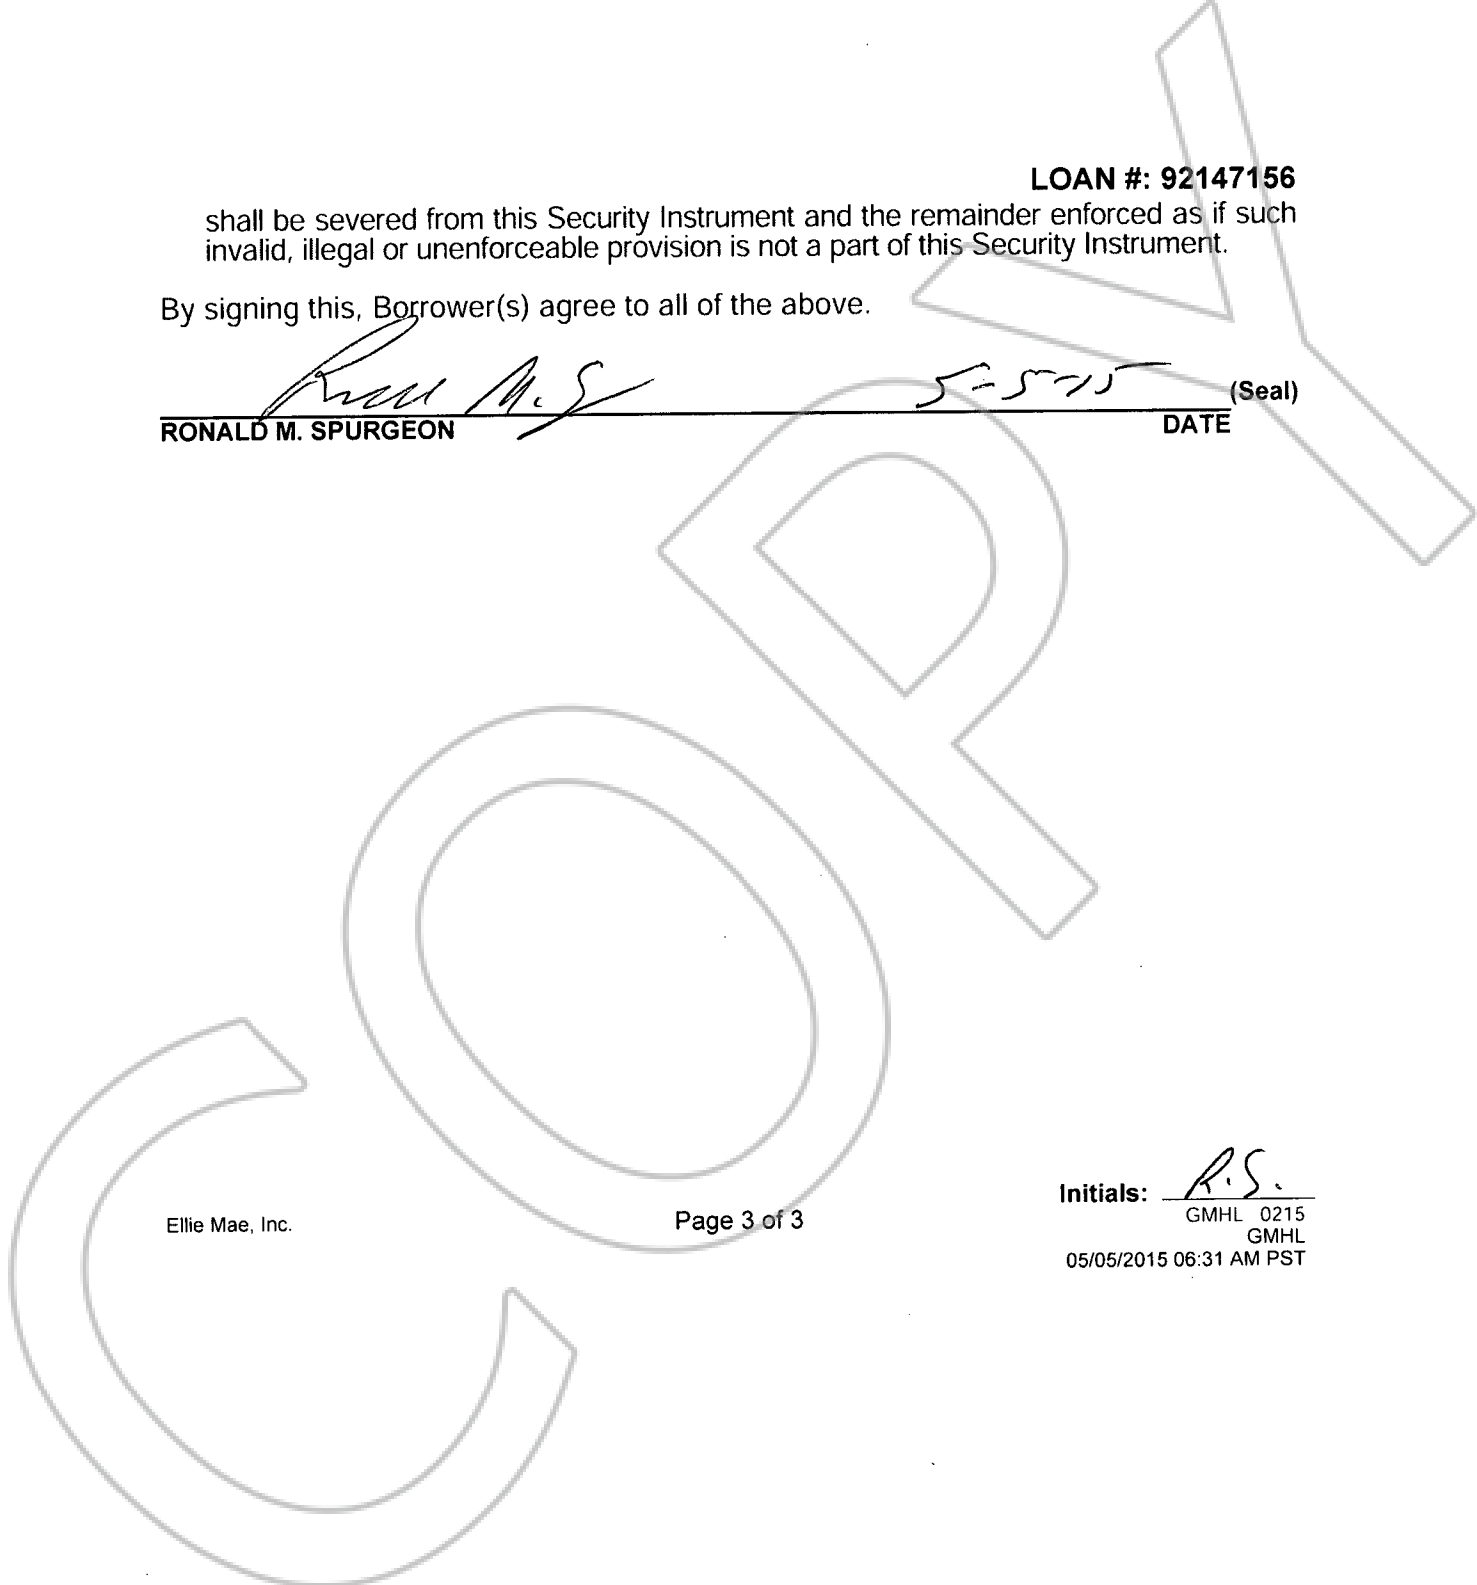 LOAN #: 92147156
shall be severed from this Security Instrument and the remainder enforced as if such
invalid, illegal or unenforceable provision is not a part of this Security Instrument.
By signing this, Borrower(s) agree to all of the above.
M. S 5-5-15 (Seal)
RONALD M. SPURGEON DATE
COPY
Initials: R.S.
Ellie Mae, Inc. Page 3 of 3 GMHL 0215
GMHL
05/05/2015 06:31 AM PST